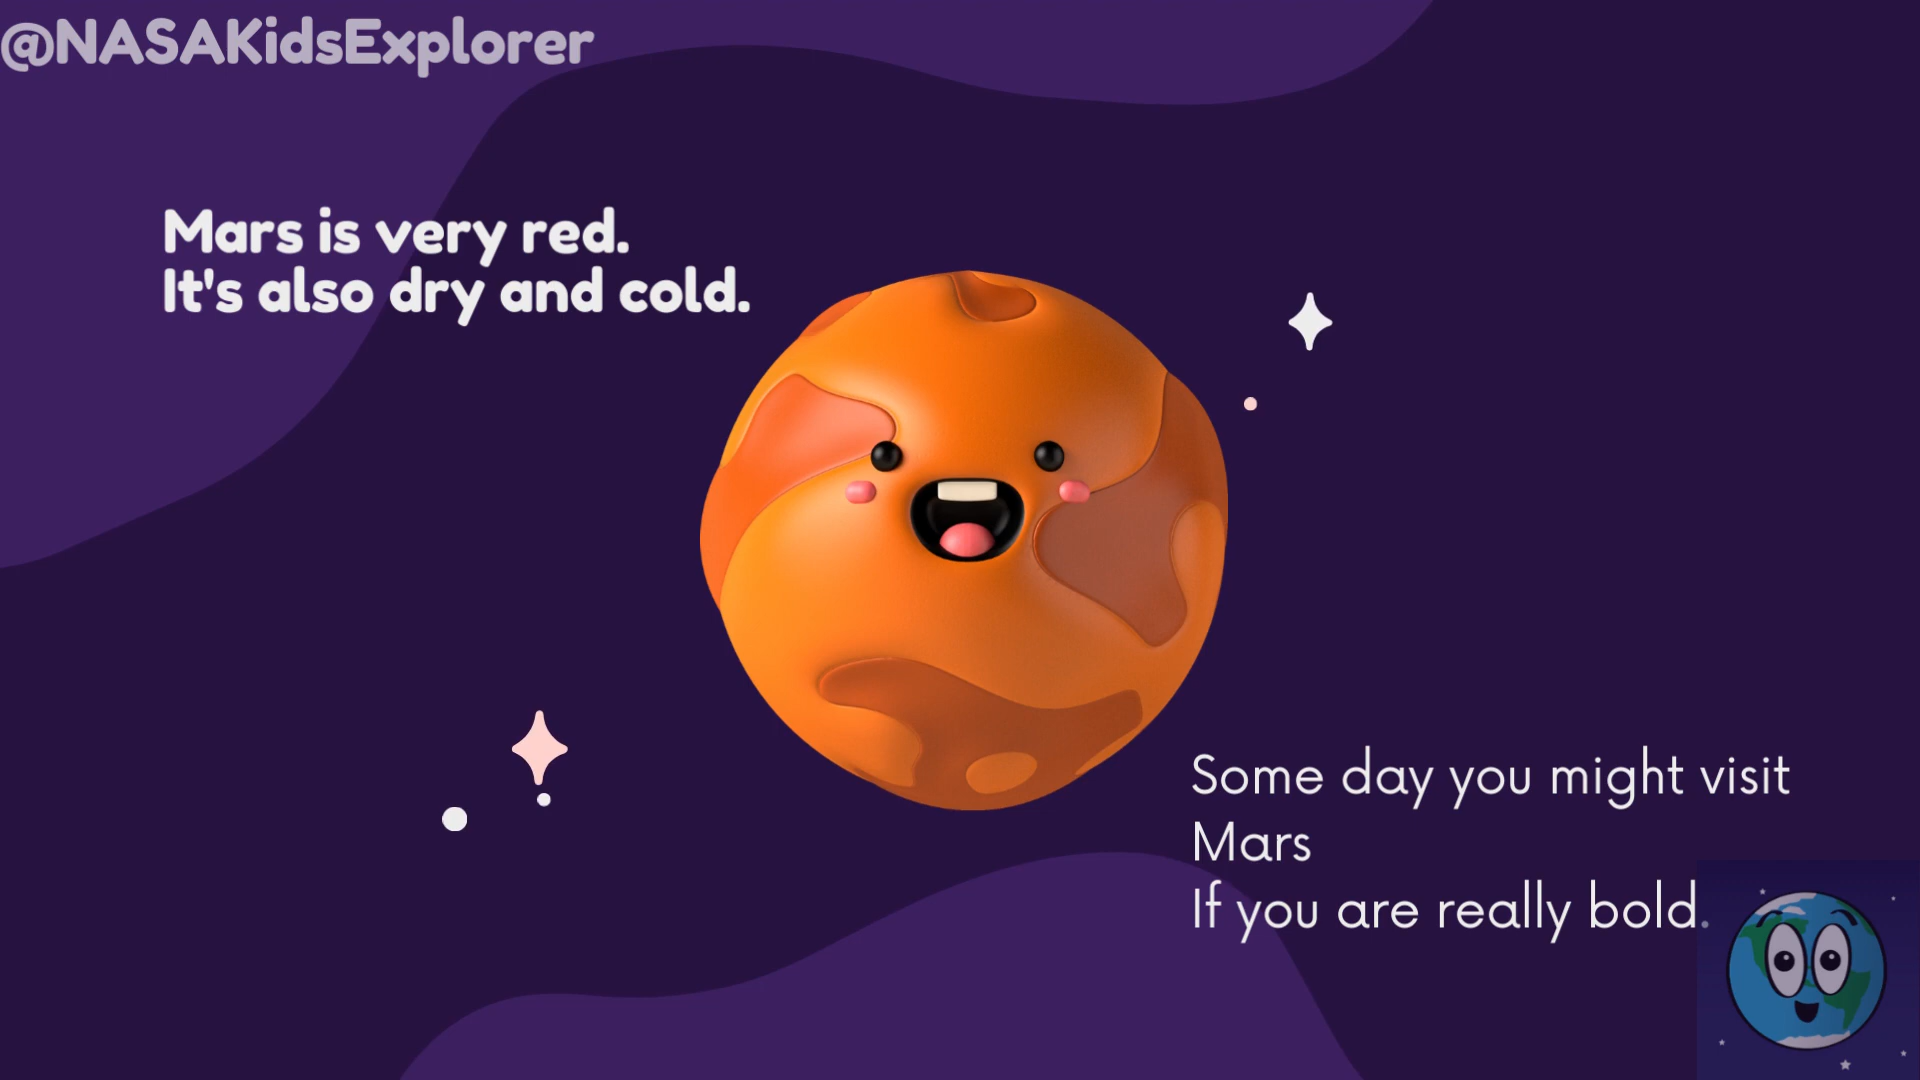 @NASAKidsExplorer
Mars is very red.
It's also dry and cold.
Some day you might visit
Mars
If you are really bold.